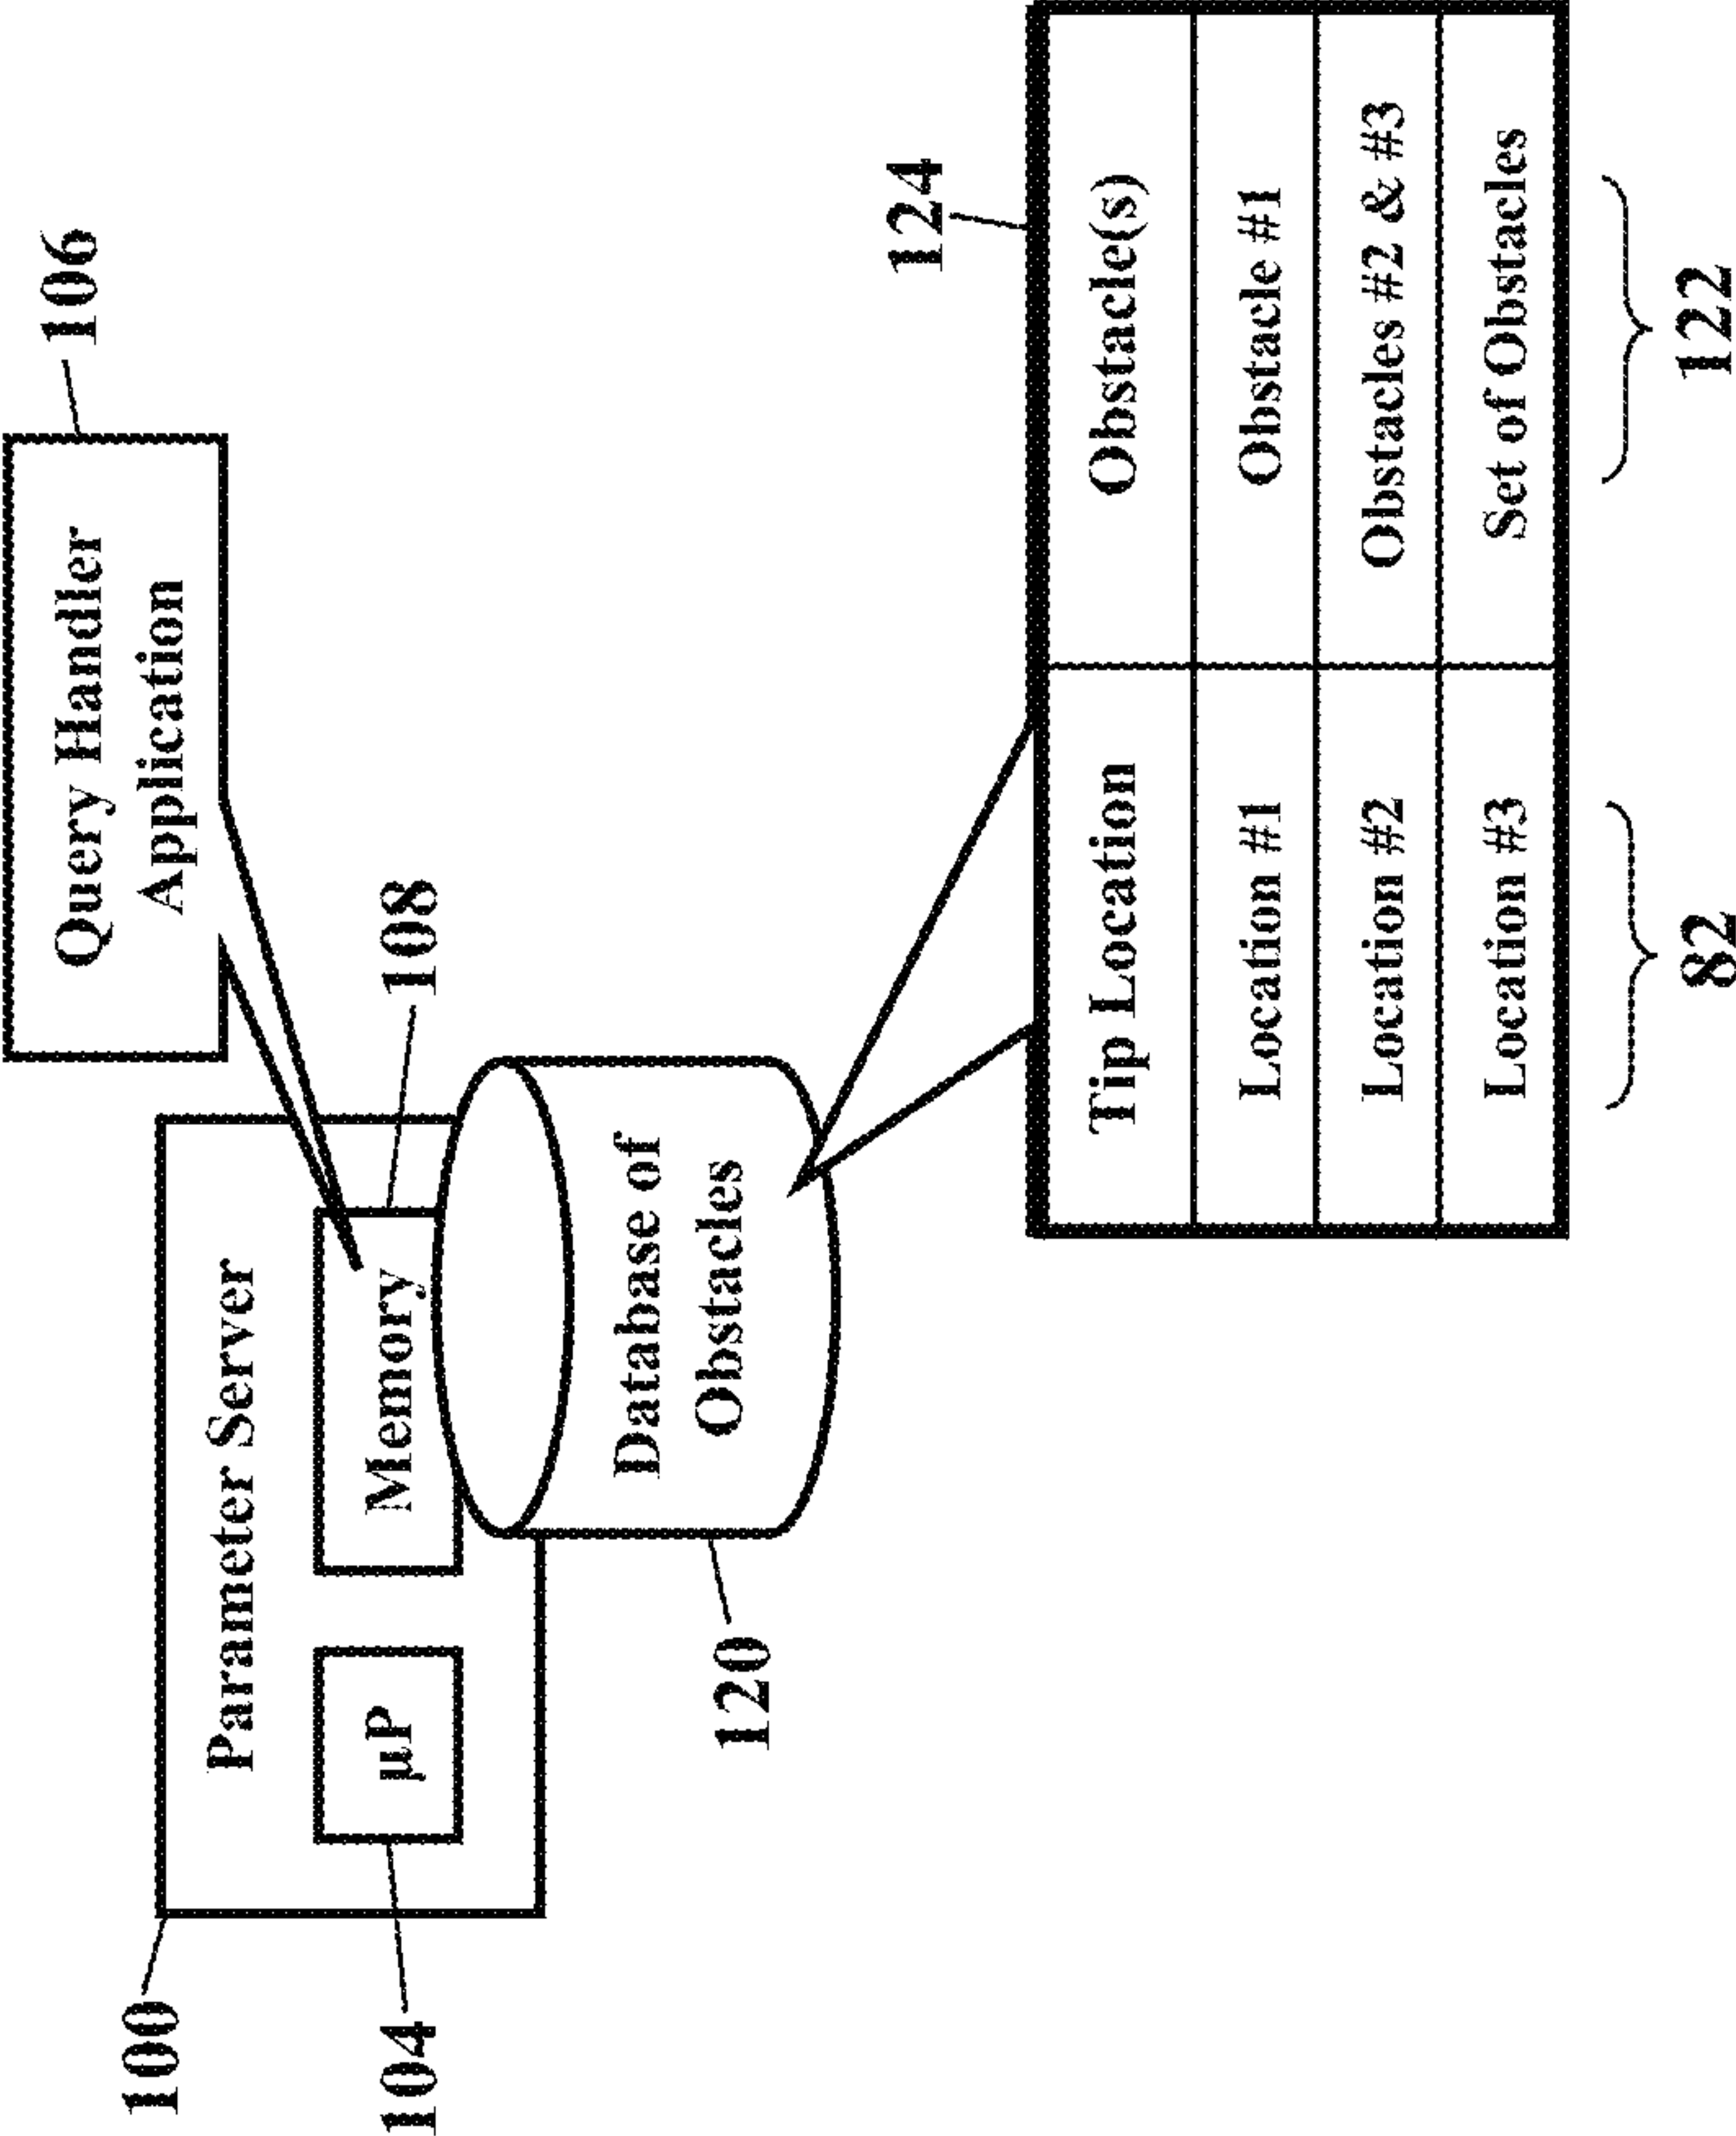 106
Query Handler
Application
100
Parameter Server
108
104
µP
Memory
120
Database of
Obstacles
124
Tip Location
Obstacle(s)
Location #1
Obstacle #1
Location #2
Obstacles #2 & #3
Location #3
Set of Obstacles
82
122